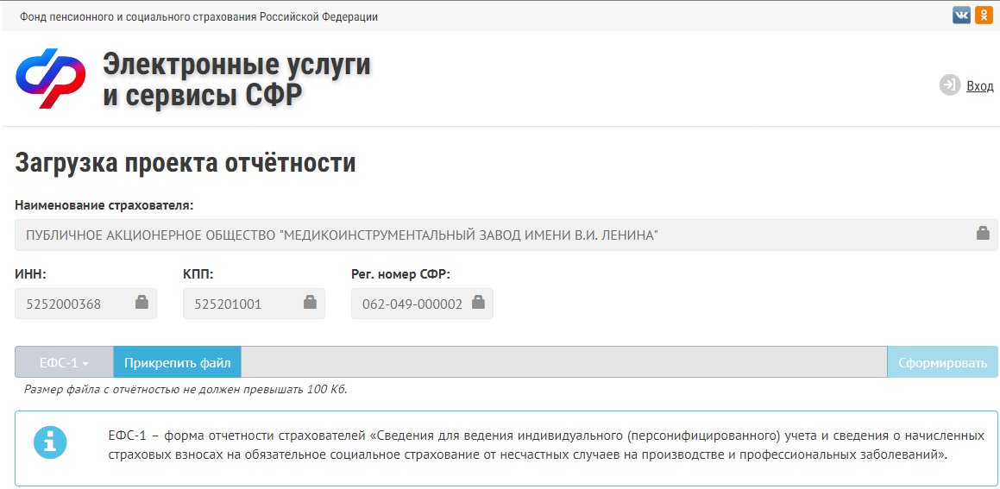 Фонд пенсионного и социального страхования Российской Федерации
Электронные услуги
и сервисы СФР
Вход
Загрузка проекта отчётности
Наименование страхователя:
ПУБЛИЧНОЕ АКЦИОНЕРНОЕ ОБЩЕСТВО "МЕДИКОИНСТРУМЕНТАЛЬНЫЙ ЗАВОД ИМЕНИ В.И. ЛЕНИНА"
ИНН: КПП: Рег. номер СФР:
5252000368 525201001 062-049-000002
ЕФС-1 Прикрепить файл Сформировать
Размер файла с отчётностью не должен превышать 100 Кб.
ЕФС-1 – форма отчетности страхователей «Сведения для ведения индивидуального (персонифицированного) учета и сведения о начисленных
страховых взносах на обязательное социальное страхование от несчастных случаев на производстве и профессиональных заболеваний».